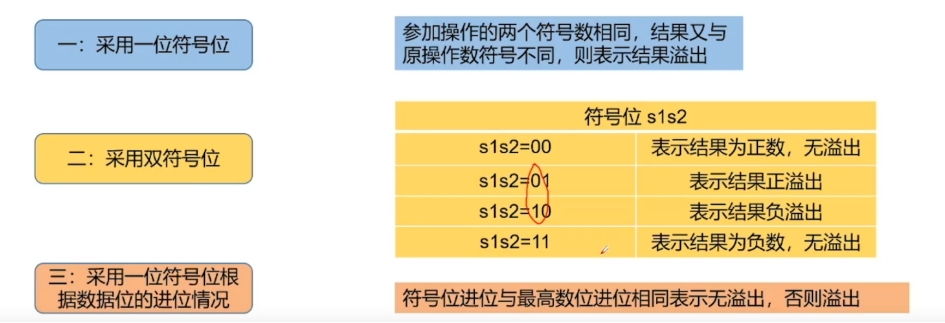 一：采用一位符号位
参加操作的两个符号数相同，结果又与
原操作数符号不同，则表示结果溢出
二：采用双符号位
符号位 s1s2
s1s2=00
表示结果为正数，无溢出
s1s2=01
表示结果正溢出
s1s2=10
表示结果负溢出
s1s2=11
表示结果为负数，无溢出
三：采用一位符号位根
据数据位的进位情况
符号位进位与最高数位进位相同表示无溢出，否则溢出